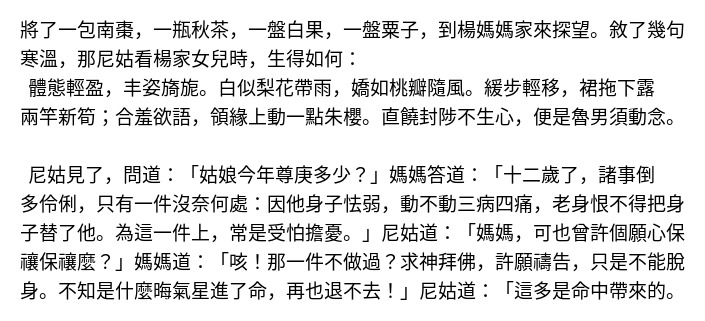 將了一包南棗，一瓶秋茶，一盤白果，一盤粟子，到楊媽媽家來探望。敘了幾句
寒溫，那尼姑看楊家女兒時，生得如何：
體態輕盈，丰姿旖旎。白似梨花帶雨，嬌如桃瓣隨風。緩步輕移，裙拖下露
兩竿新筍；合羞欲語，領緣上動一點朱櫻。直饒封陟不生心，便是魯男須動念。
尼姑見了，問道：「姑娘今年尊庚多少？」媽媽答道：「十二歲了，諸事倒
多伶俐，只有一件沒奈何處：因他身子怯弱，動不動三病四痛，老身恨不得把身
子替了他。為這一件上，常是受怕擔憂。」尼姑道：「媽媽，可也曾許個願心保
禳保禳麼？」媽媽道：「咳！那一件不做過？求神拜佛，許願禱告，只是不能脫
身。不知是什麼晦氣星進了命，再也退不去！」尼姑道：「這多是命中帶來的。